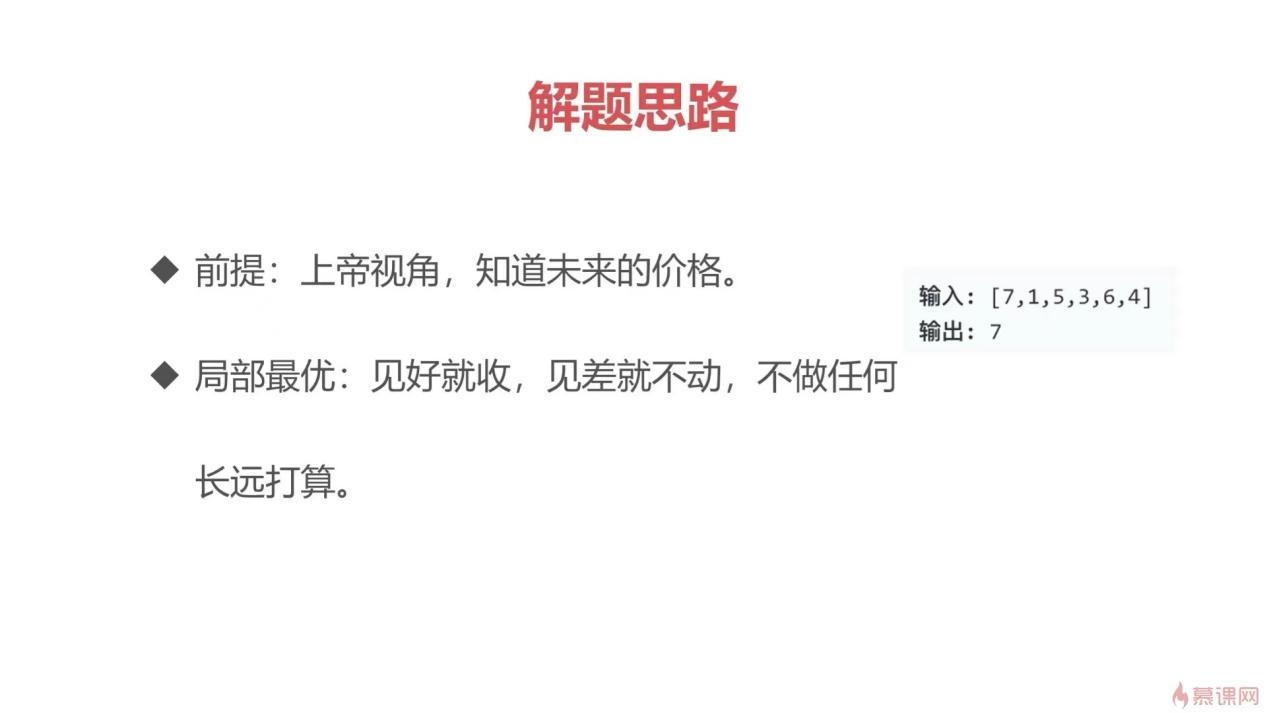 解题思路
◆ 前提：上帝视角，知道未来的价格。
输入：[7,1,5,3,6,4]
输出：7
◆ 局部最优：见好就收，见差就不动，不做任何
长远打算。
慕课网